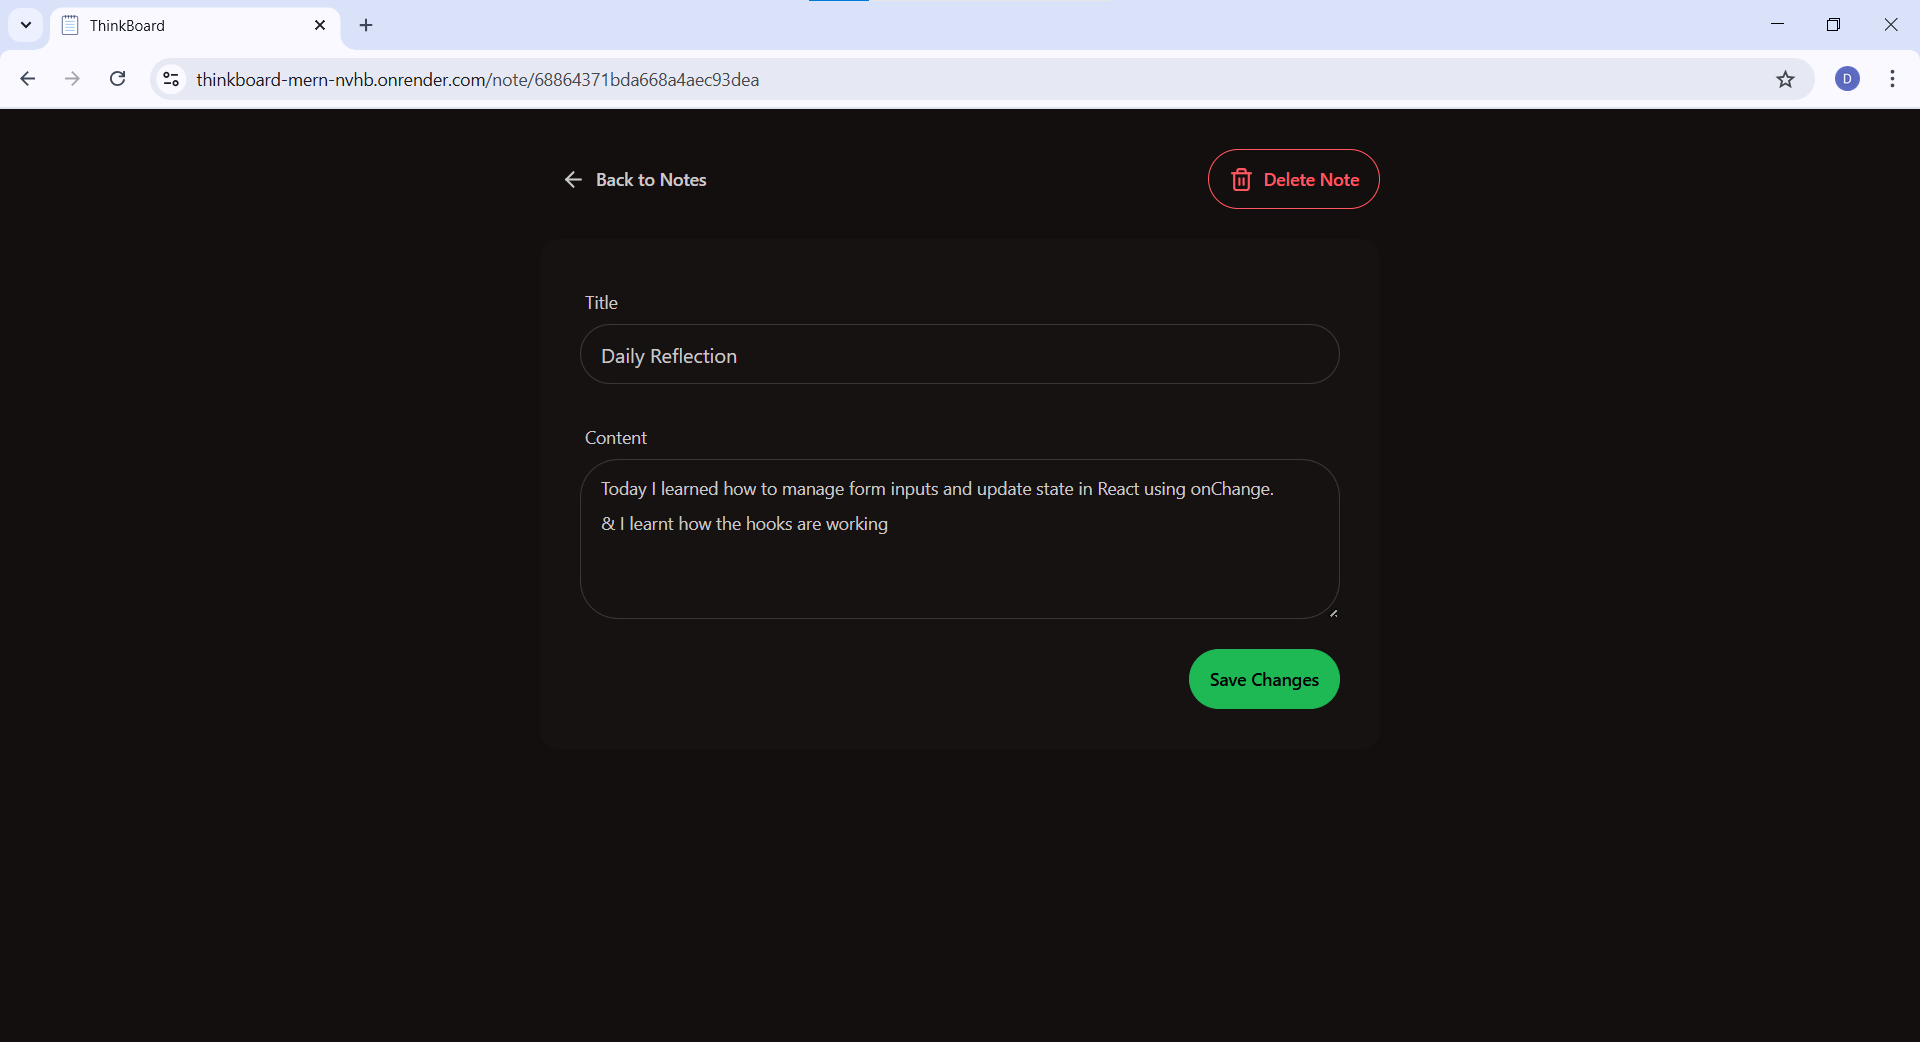 ThinkBoard
thinkboard-mern-nvhb.onrender.com/note/68864371bda668a4aec93dea
D
Back to Notes
Delete Note
Title
Daily Reflection
Content
Today I learned how to manage form inputs and update state in React using onChange.
& I learnt how the hooks are working
Save Changes